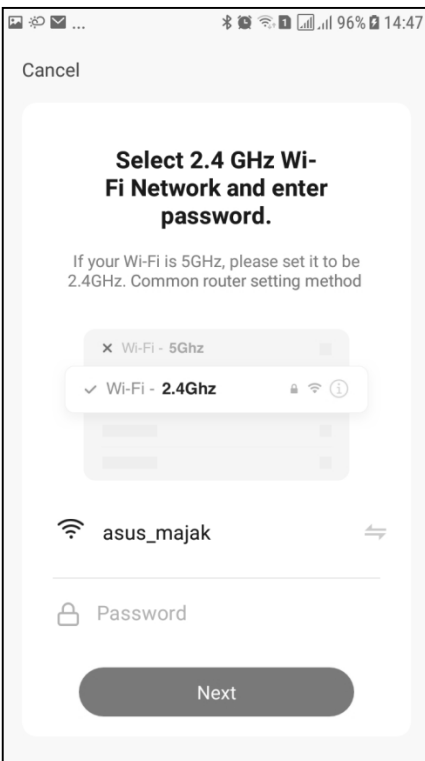 ... 1 96% 14:47
Cancel
Select 2.4 GHz Wi-
Fi Network and enter
password.
If your Wi-Fi is 5GHz, please set it to be
2.4GHz. Common router setting method
Wi-Fi - 5Ghz
Wi-Fi - 2.4Ghz
asus_majak
Password
Next